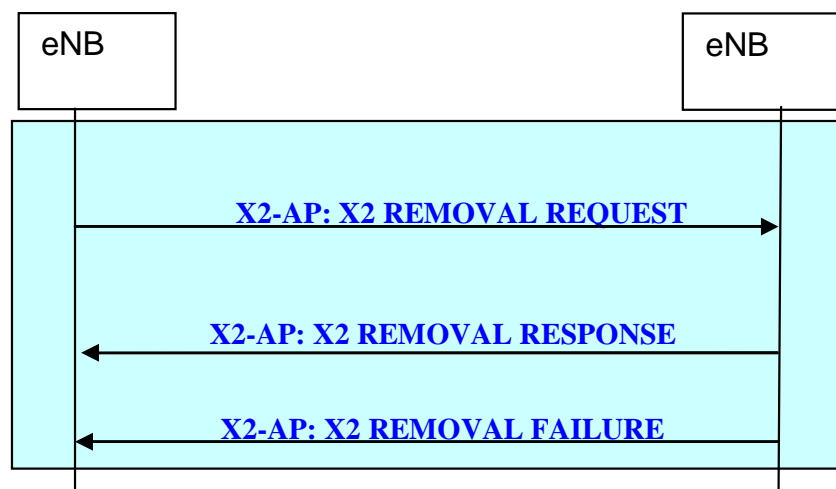 eNB
eNB
X2-AP: X2 REMOVAL REQUEST
X2-AP: X2 REMOVAL RESPONSE
X2-AP: X2 REMOVAL FAILURE